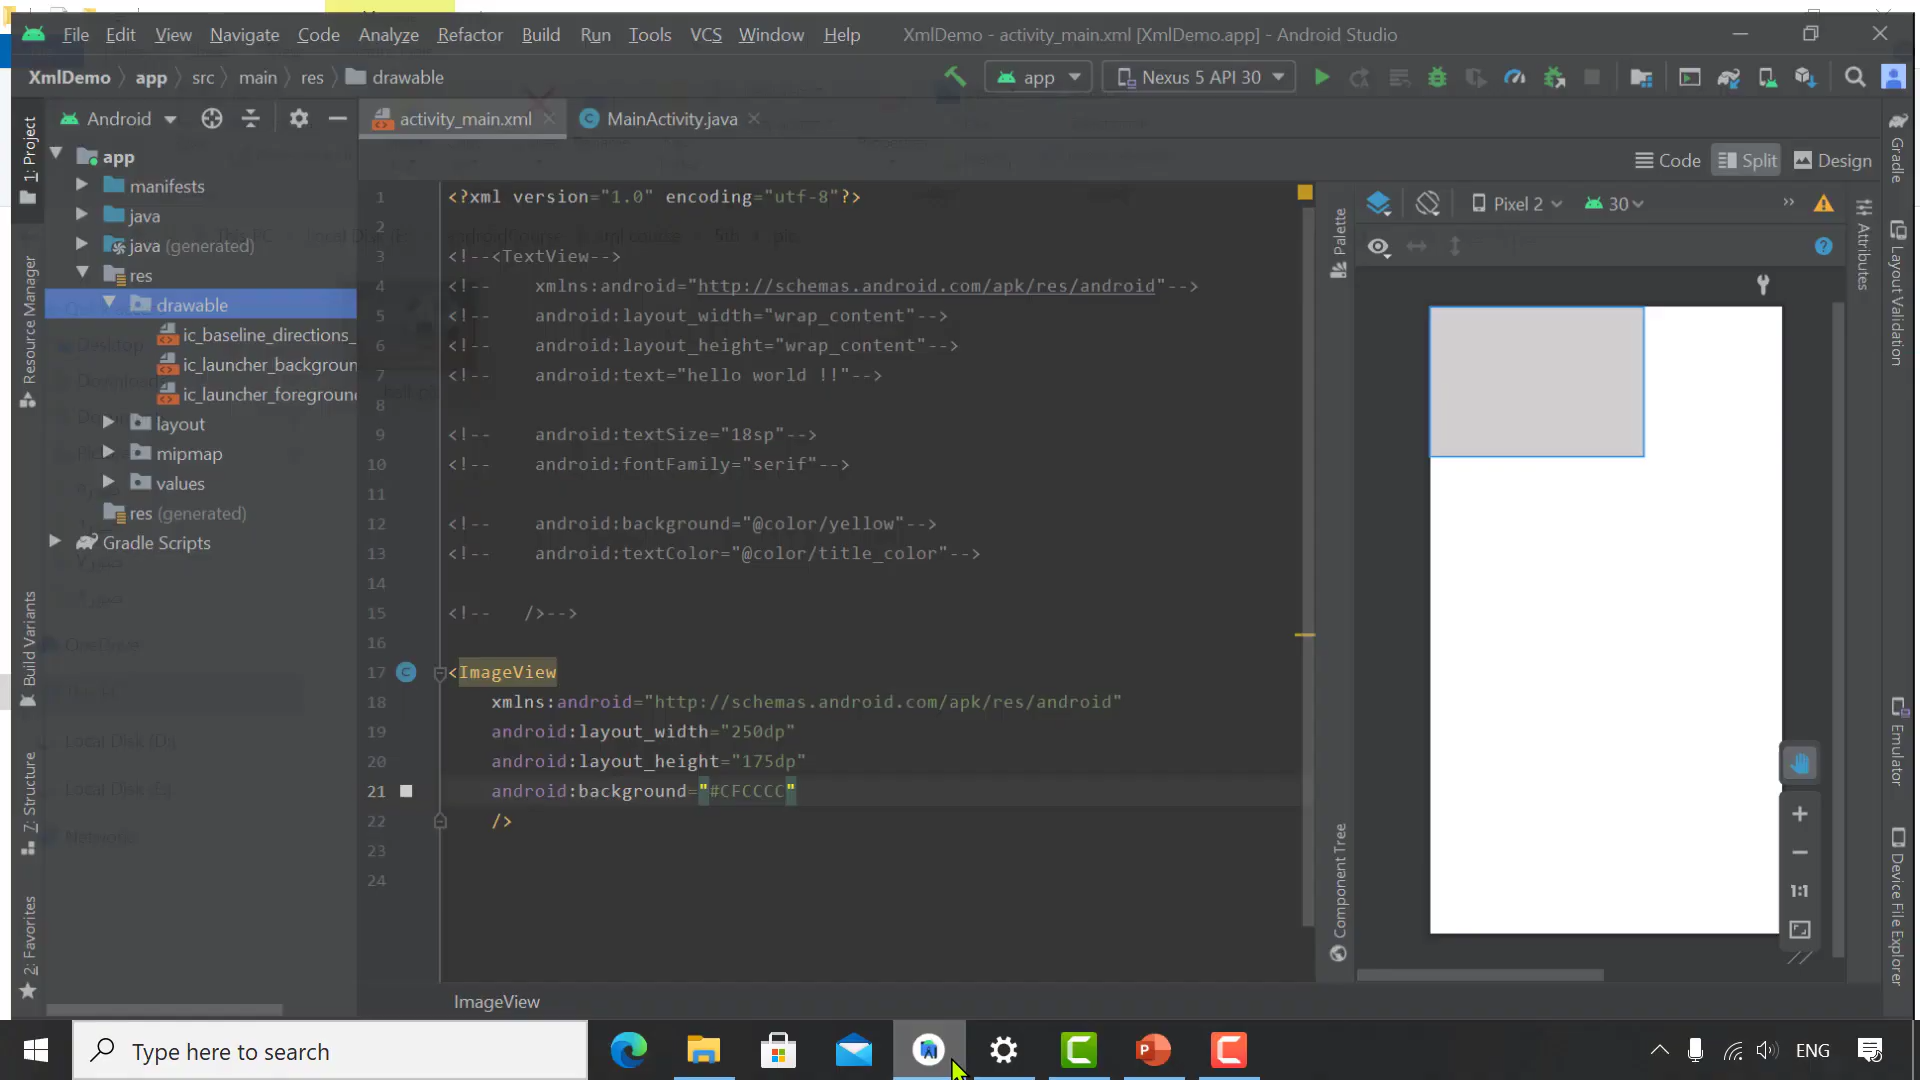 File Edit View Navigate Code Analyze Refactor Build Run Tools VCS Window Help XmlDemo - activity_main.xml [XmlDemo.app] - Android Studio
XmlDemo app src main res drawable app Nexus 5 API 30
Android activity_main.xml MainActivity.java
Code Split Design
Pixel 2 30
1: Project
Resource Manager
Build Variants
7: Structure
2: Favorites
app
manifests
java
java (generated)
res
drawable
ic_baseline_directions_
ic_launcher_backgroun
ic_launcher_foregroun
layout
mipmap
values
res (generated)
Gradle Scripts
1 <?xml version="1.0" encoding="utf-8"?>
2
3 <!--<TextView-->
4 <!-- xmlns:android="http://schemas.android.com/apk/res/android"-->
5 <!-- android:layout_width="wrap_content"-->
6 <!-- android:layout_height="wrap_content"-->
7 <!-- android:text="hello world !!"-->
8
9 <!-- android:textSize="18sp"-->
10 <!-- android:fontFamily="serif"-->
11
12 <!-- android:background="@color/yellow"-->
13 <!-- android:textColor="@color/title_color"-->
14
15 <!-- />-->
16
17 <ImageView
18 xmlns:android="http://schemas.android.com/apk/res/android"
19 android:layout_width="250dp"
20 android:layout_height="175dp"
21 android:background="#CFCCCC"
22 />
23
24
ImageView
Palette
Component Tree
1:1
Attributes
Gradle
Layout Validation
Emulator
Device File Explorer
Type here to search
ENG